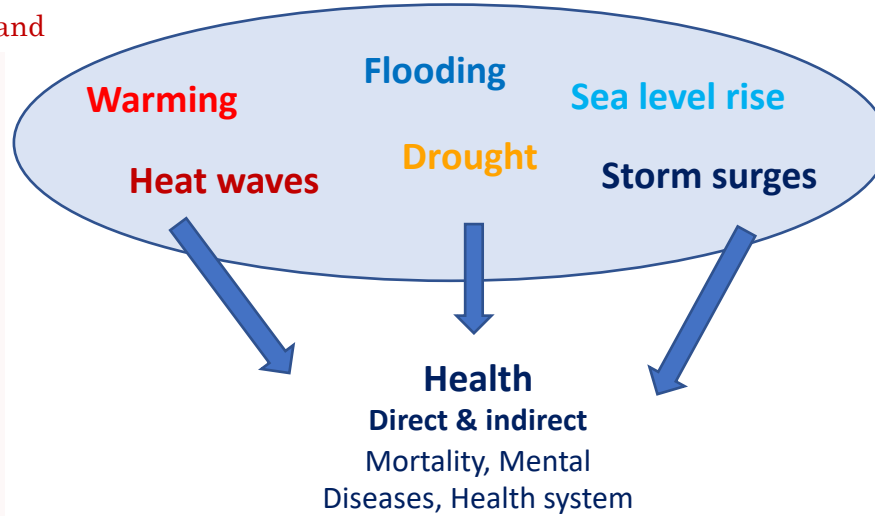 and
Flooding
Warming
Sea level rise
Drought
Heat waves
Storm surges
Health
Direct & indirect
Mortality, Mental
Diseases, Health system